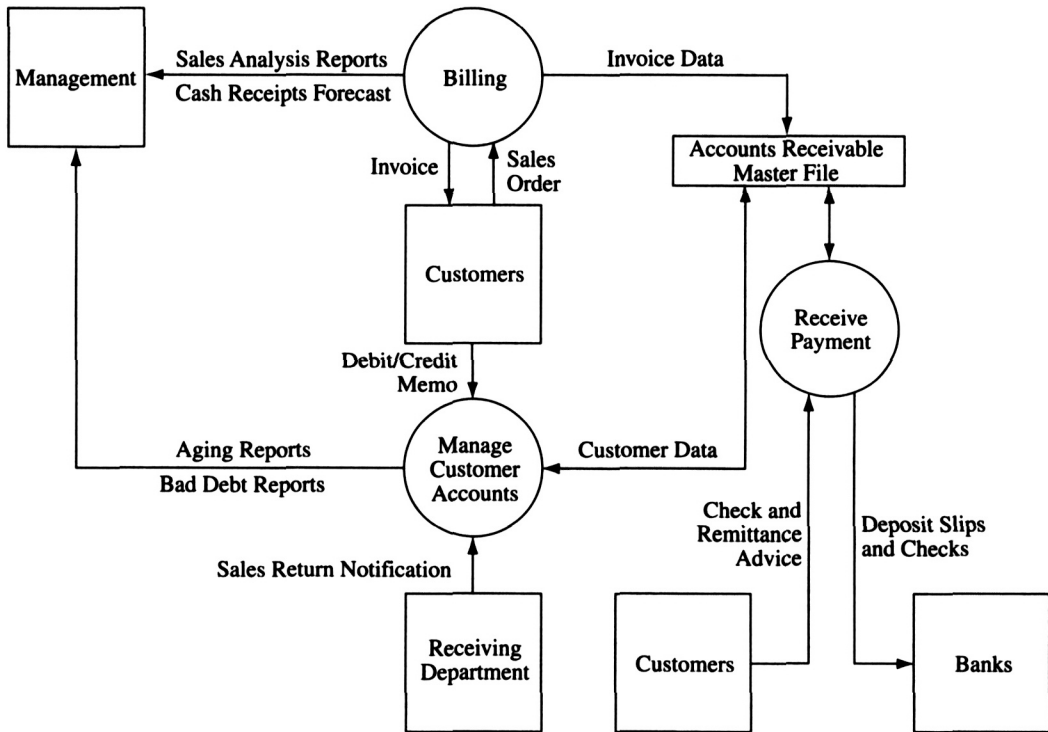 Management
Sales Analysis Reports
Cash Receipts Forecast
Billing
Invoice Data
Accounts Receivable
Master File
Invoice
Sales
Order
Customers
Receive
Payment
Debit/Credit
Memo
Manage
Customer
Accounts
Aging Reports
Bad Debt Reports
Customer Data
Check and
Remittance
Advice
Deposit Slips
and Checks
Sales Return Notification
Receiving
Department
Customers
Banks